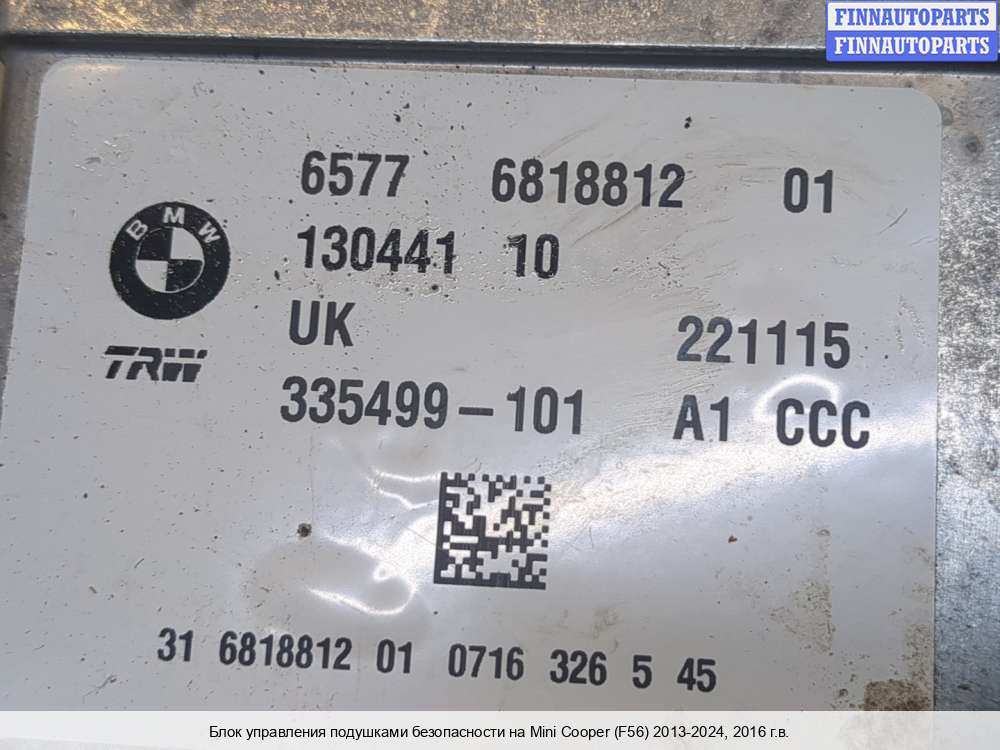 FINNAUTOPARTS
FINNAUTOPARTS
6577 6818812 01
BMW
130441 10
UK 221115
TRW
335499-101 A1 CCC
31 6818812 01 0716 326 5 45
Блок управления подушками безопасности на Mini Cooper (F56) 2013-2024, 2016 г.в.